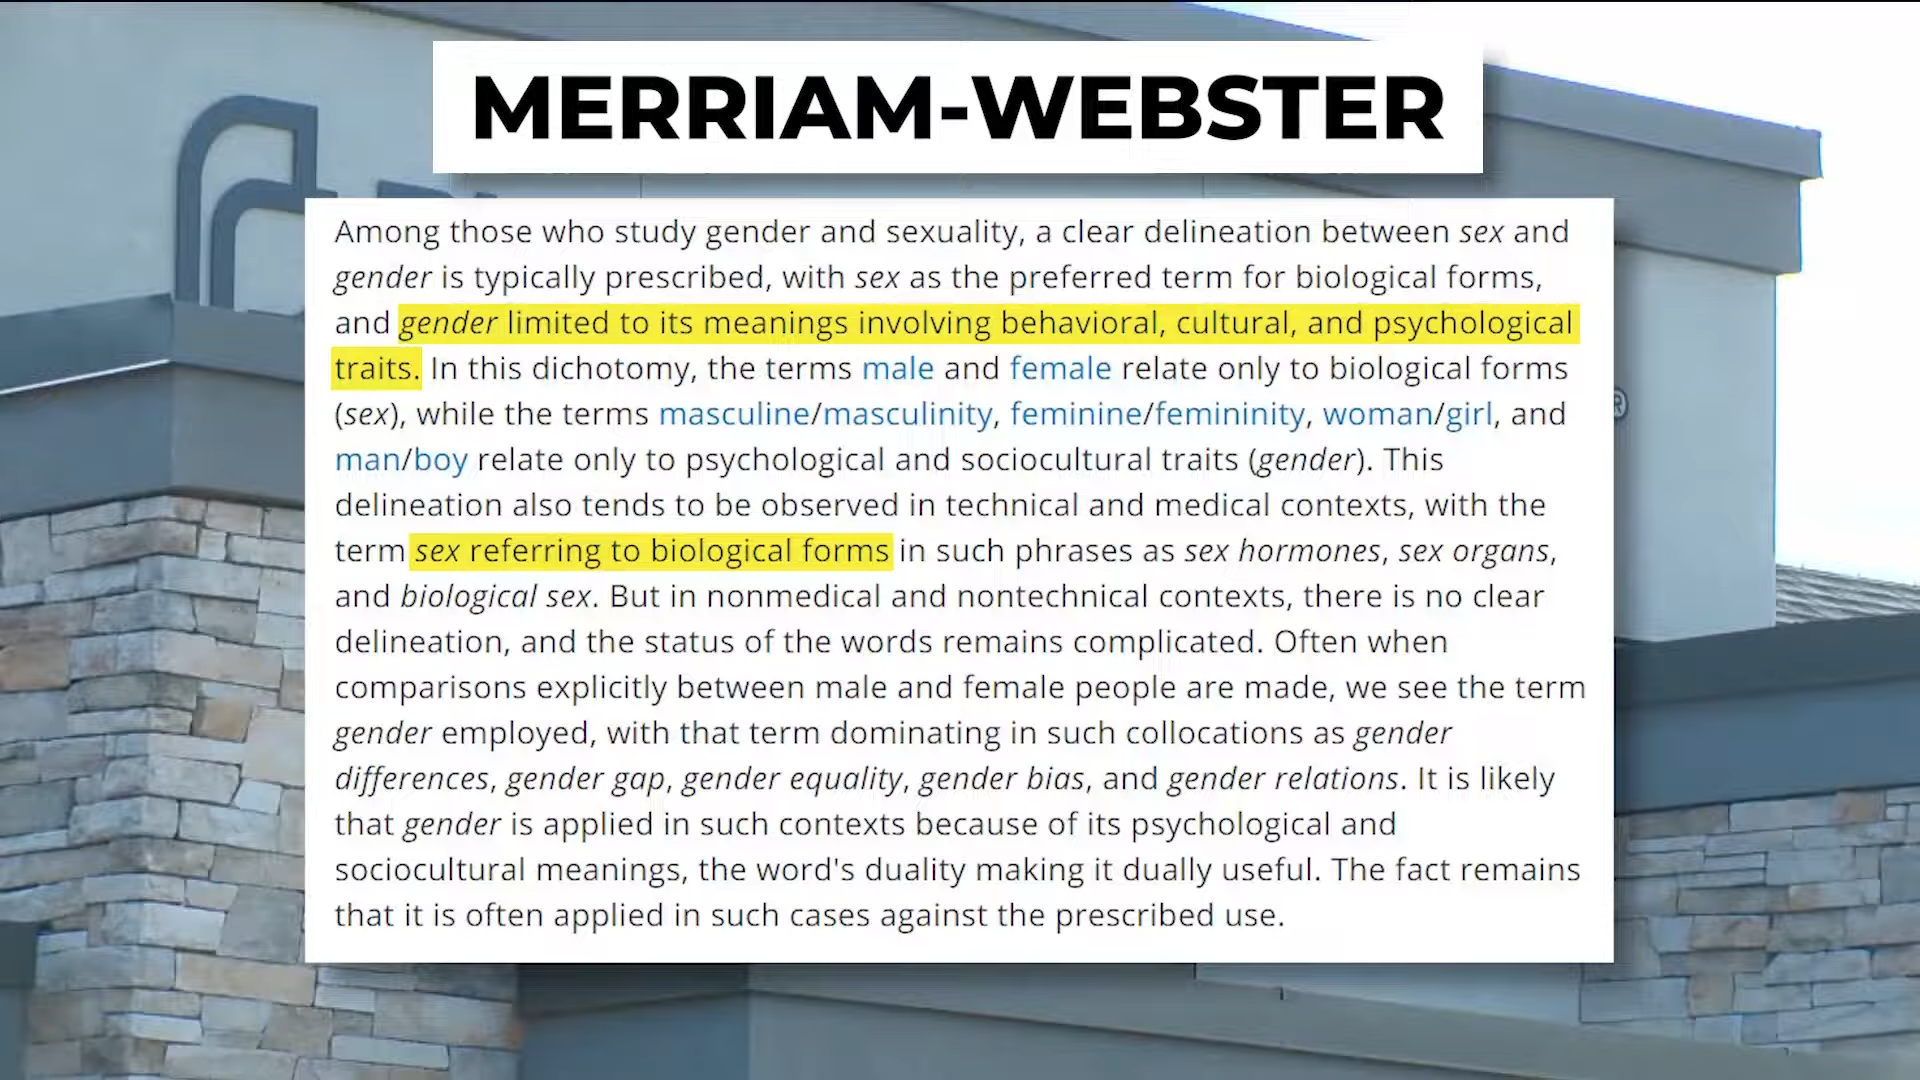 MERRIAM-WEBSTER
Among those who study gender and sexuality, a clear delineation between sex and
gender is typically prescribed, with sex as the preferred term for biological forms,
and gender limited to its meanings involving behavioral, cultural, and psychological
traits. In this dichotomy, the terms male and female relate only to biological forms
(sex), while the terms masculine/masculinity, feminine/femininity, woman/girl, and
man/boy relate only to psychological and sociocultural traits (gender). This
delineation also tends to be observed in technical and medical contexts, with the
term sex referring to biological forms in such phrases as sex hormones, sex organs,
and biological sex. But in nonmedical and nontechnical contexts, there is no clear
delineation, and the status of the words remains complicated. Often when
comparisons explicitly between male and female people are made, we see the term
gender employed, with that term dominating in such collocations as gender
differences, gender gap, gender equality, gender bias, and gender relations. It is likely
that gender is applied in such contexts because of its psychological and
sociocultural meanings, the word's duality making it dually useful. The fact remains
that it is often applied in such cases against the prescribed use.
®